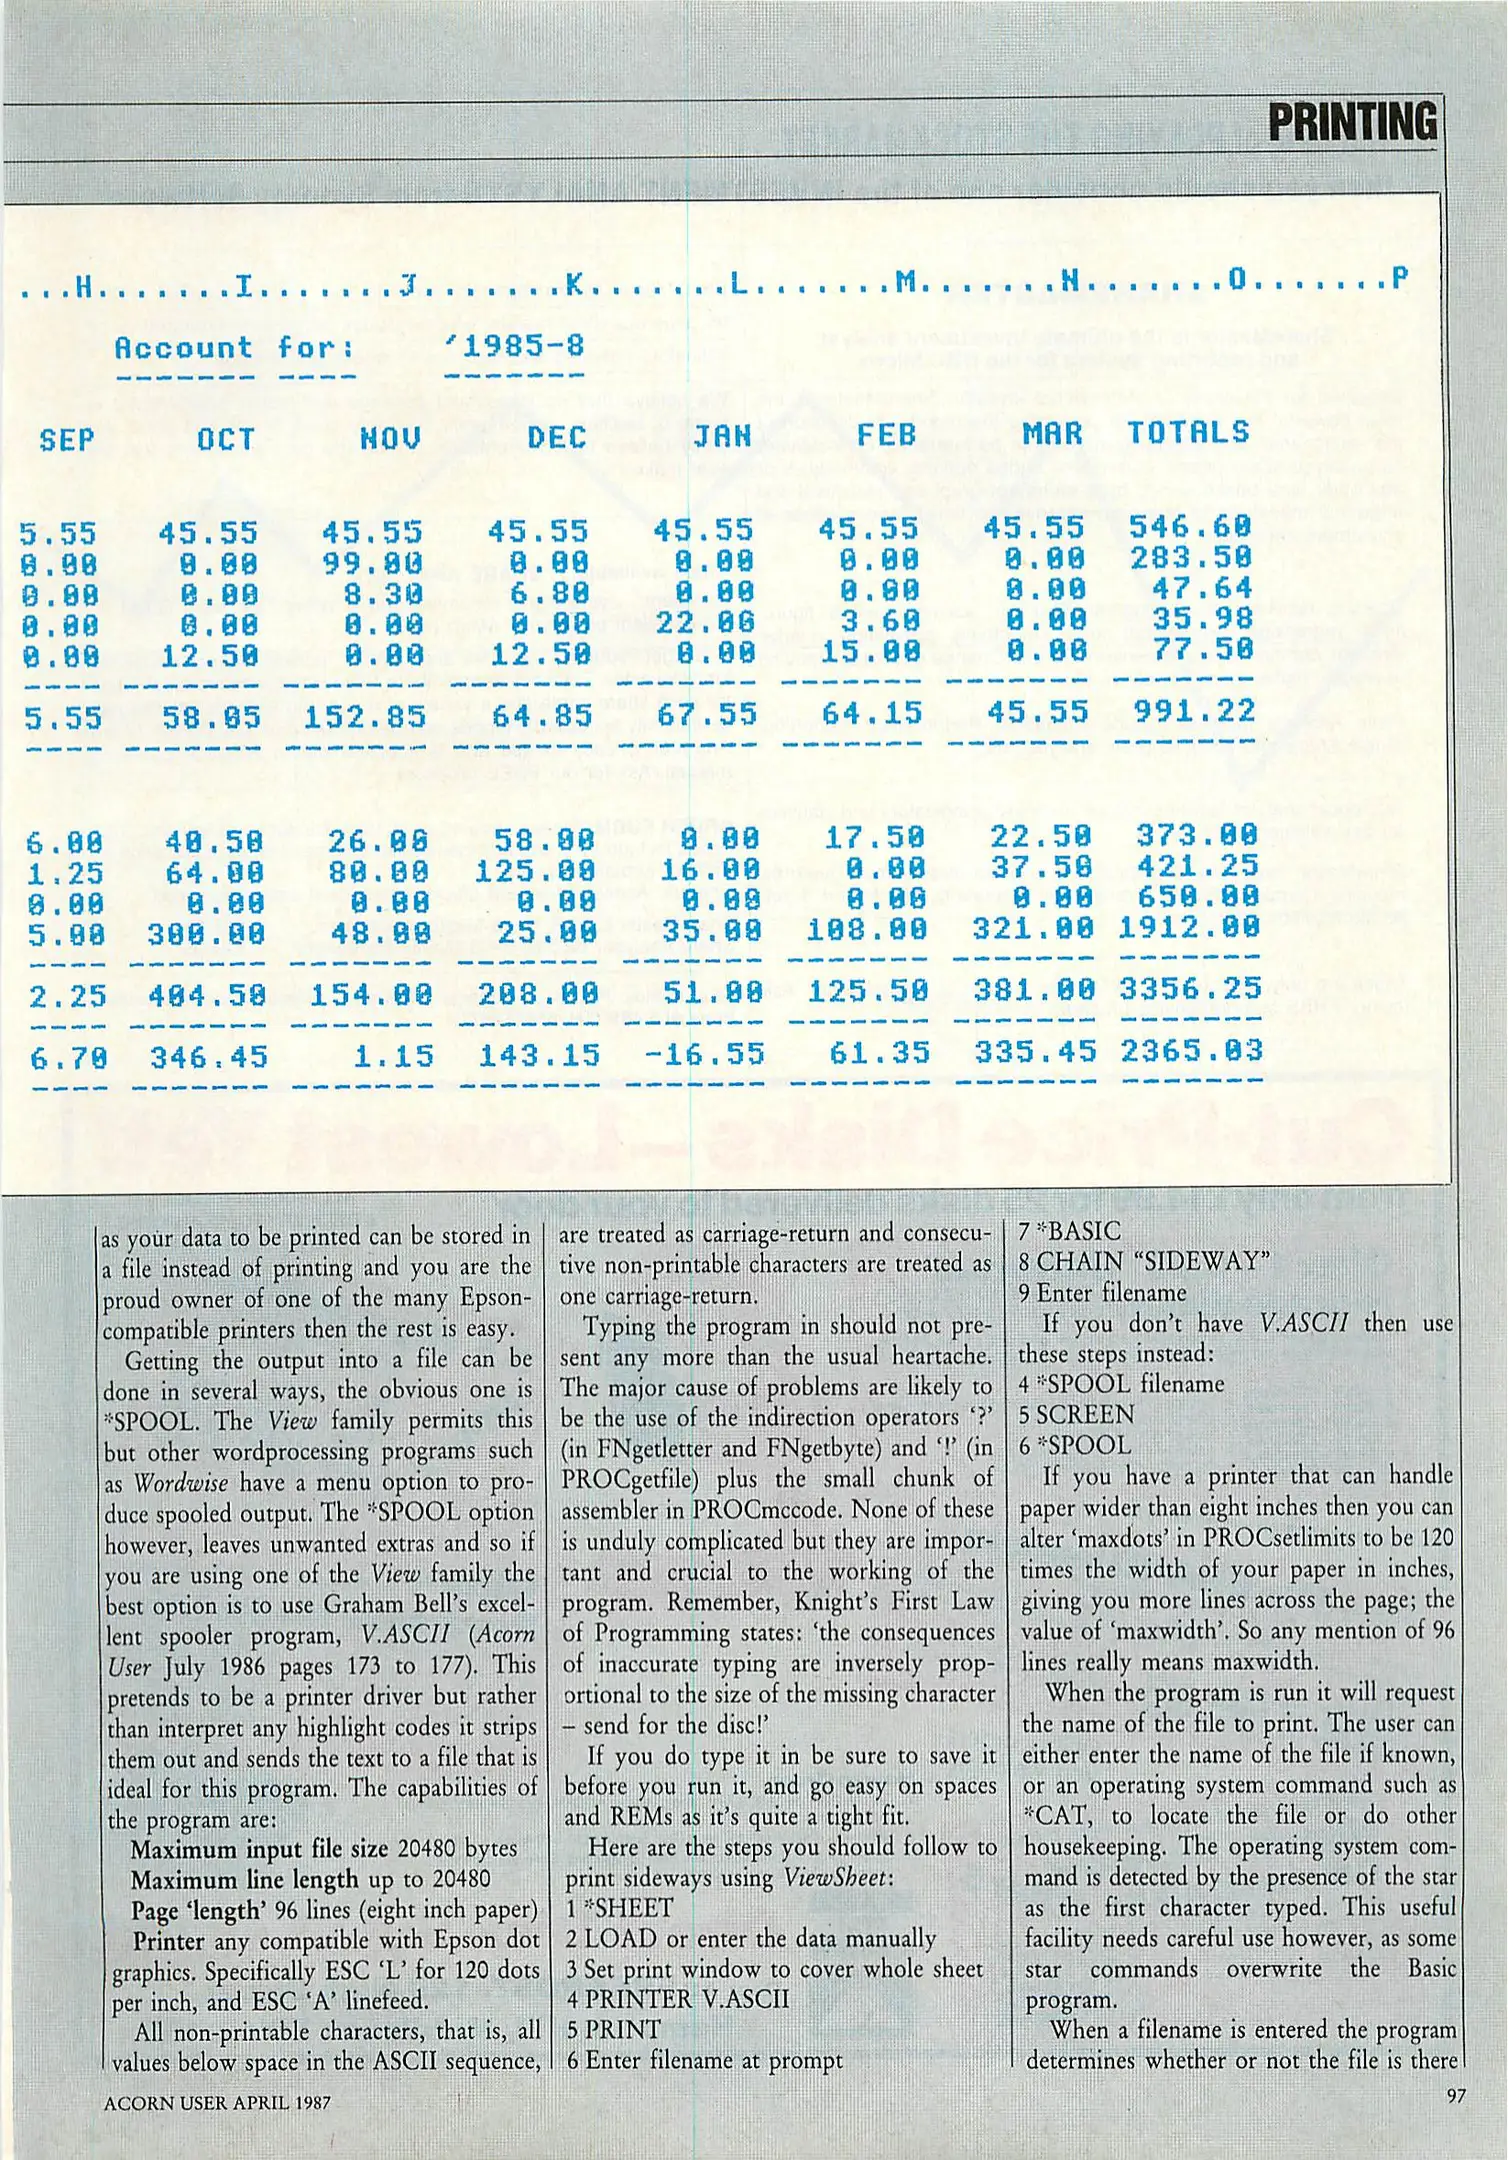 PRINTING
...H.......I.......J.......K.......L.......M.......N.......O.......P
Account for: '1985-8
------- ---- -------
SEP OCT NOV DEC JAN FEB MAR TOTALS
5.55 45.55 45.55 45.55 45.55 45.55 45.55 546.60
0.00 0.00 99.00 0.00 0.00 0.00 0.00 283.50
0.00 0.00 8.30 6.80 0.00 0.00 0.00 47.64
0.00 0.00 0.00 0.00 22.00 3.60 0.00 35.98
0.00 12.50 0.00 12.50 0.00 15.00 0.00 77.50
---- ------- ------- ------- ------- ------- ------- -------
5.55 58.05 152.85 64.85 67.55 64.15 45.55 991.22
---- ------- ------- ------- ------- ------- ------- -------
6.00 40.50 26.00 58.00 0.00 17.50 22.50 373.00
1.25 64.00 80.00 125.00 16.00 0.00 37.50 421.25
0.00 0.00 0.00 0.00 0.00 0.00 0.00 650.00
5.00 300.00 48.00 25.00 35.00 108.00 321.00 1912.00
---- ------- ------- ------- ------- ------- ------- -------
2.25 404.50 154.00 208.00 51.00 125.50 381.00 3356.25
---- ------- ------- ------- ------- ------- ------- -------
6.70 346.45 1.15 143.15 -16.55 61.35 335.45 2365.03
---- ------- ------- ------- ------- ------- ------- -------
as your data to be printed can be stored in
a file instead of printing and you are the
proud owner of one of the many Epson-
compatible printers then the rest is easy.
Getting the output into a file can be
done in several ways, the obvious one is
*SPOOL. The View family permits this
but other wordprocessing programs such
as Wordwise have a menu option to pro-
duce spooled output. The *SPOOL option
however, leaves unwanted extras and so if
you are using one of the View family the
best option is to use Graham Bell's excel-
lent spooler program, V.ASCII (Acorn
User July 1986 pages 173 to 177). This
pretends to be a printer driver but rather
than interpret any highlight codes it strips
them out and sends the text to a file that is
ideal for this program. The capabilities of
the program are:
Maximum input file size 20480 bytes
Maximum line length up to 20480
Page 'length' 96 lines (eight inch paper)
Printer any compatible with Epson dot
graphics. Specifically ESC 'L' for 120 dots
per inch, and ESC 'A' linefeed.
All non-printable characters, that is, all
values below space in the ASCII sequence,
are treated as carriage-return and consecu-
tive non-printable characters are treated as
one carriage-return.
Typing the program in should not pre-
sent any more than the usual heartache.
The major cause of problems are likely to
be the use of the indirection operators '?'
(in FNgetletter and FNgetbyte) and '!' (in
PROCgetfile) plus the small chunk of
assembler in PROCmccode. None of these
is unduly complicated but they are impor-
tant and crucial to the working of the
program. Remember, Knight's First Law
of Programming states: 'the consequences
of inaccurate typing are inversely prop-
ortional to the size of the missing character
– send for the disc!'
If you do type it in be sure to save it
before you run it, and go easy on spaces
and REMs as it's quite a tight fit.
Here are the steps you should follow to
print sideways using ViewSheet:
1 *SHEET
2 LOAD or enter the data manually
3 Set print window to cover whole sheet
4 PRINTER V.ASCII
5 PRINT
6 Enter filename at prompt
7 *BASIC
8 CHAIN "SIDEWAY"
9 Enter filename
If you don't have V.ASCII then use
these steps instead:
4 *SPOOL filename
5 SCREEN
6 *SPOOL
If you have a printer that can handle
paper wider than eight inches then you can
alter 'maxdots' in PROCsetlimits to be 120
times the width of your paper in inches,
giving you more lines across the page; the
value of 'maxwidth'. So any mention of 96
lines really means maxwidth.
When the program is run it will request
the name of the file to print. The user can
either enter the name of the file if known,
or an operating system command such as
*CAT, to locate the file or do other
housekeeping. The operating system com-
mand is detected by the presence of the star
as the first character typed. This useful
facility needs careful use however, as some
star commands overwrite the Basic
program.
When a filename is entered the program
determines whether or not the file is there
ACORN USER APRIL 1987
97